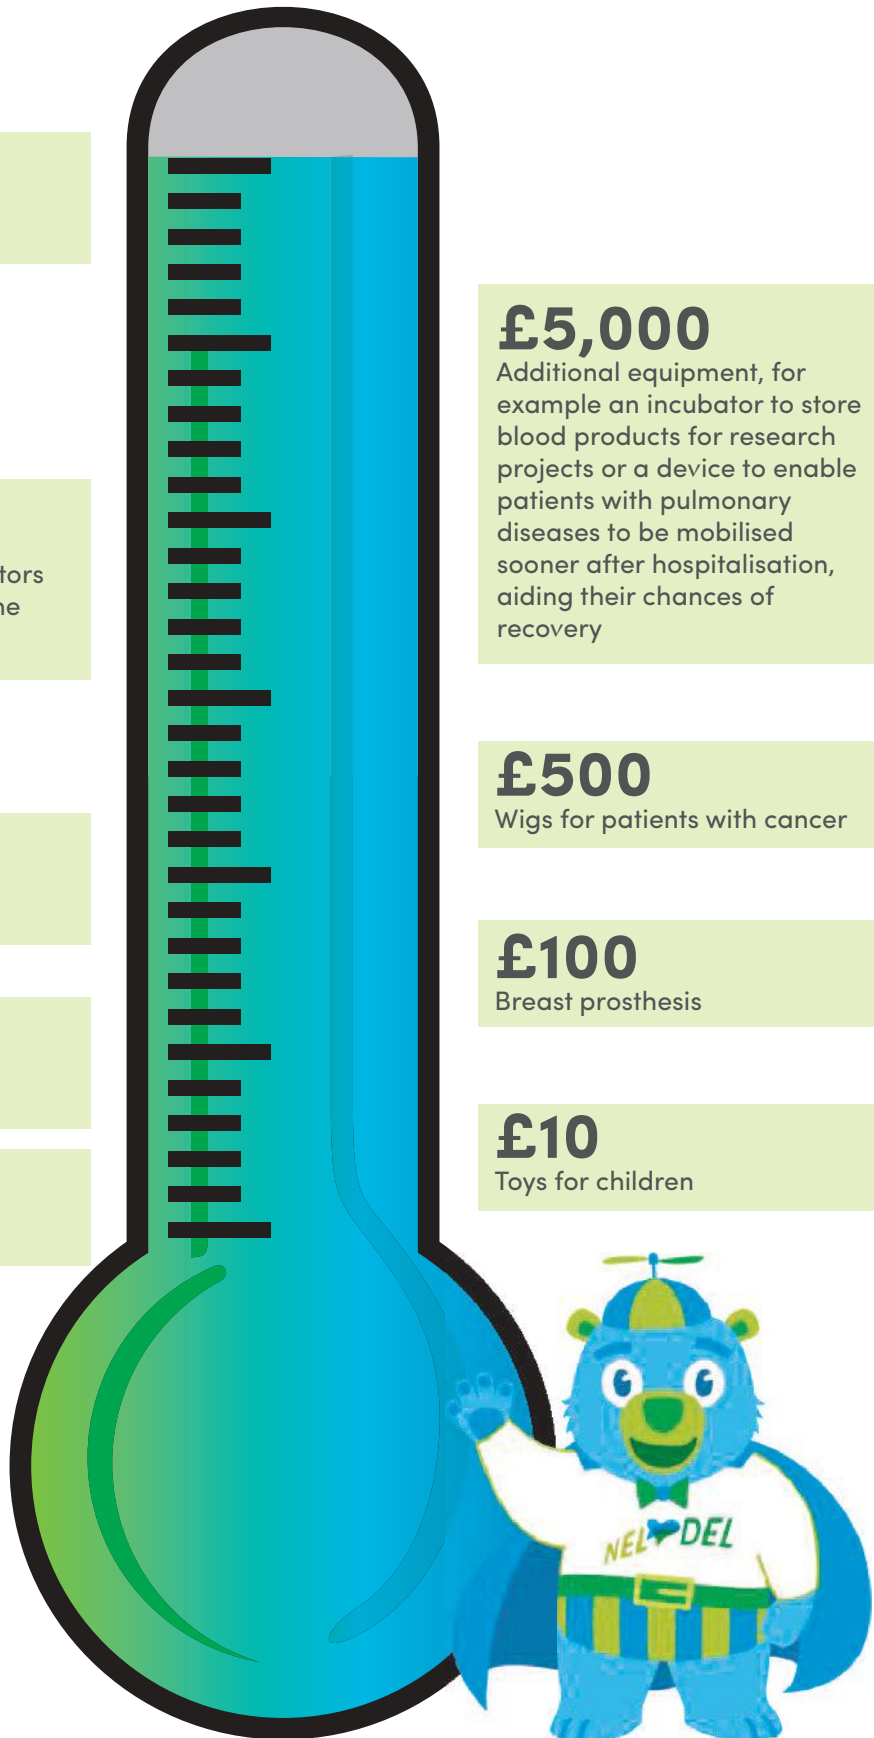 £5,000
Additional equipment, for
example an incubator to store
blood products for research
projects or a device to enable
patients with pulmonary
diseases to be mobilised
sooner after hospitalisation,
aiding their chances of
recovery
£500
Wigs for patients with cancer
£100
Breast prosthesis
£10
Toys for children
NEL DEL